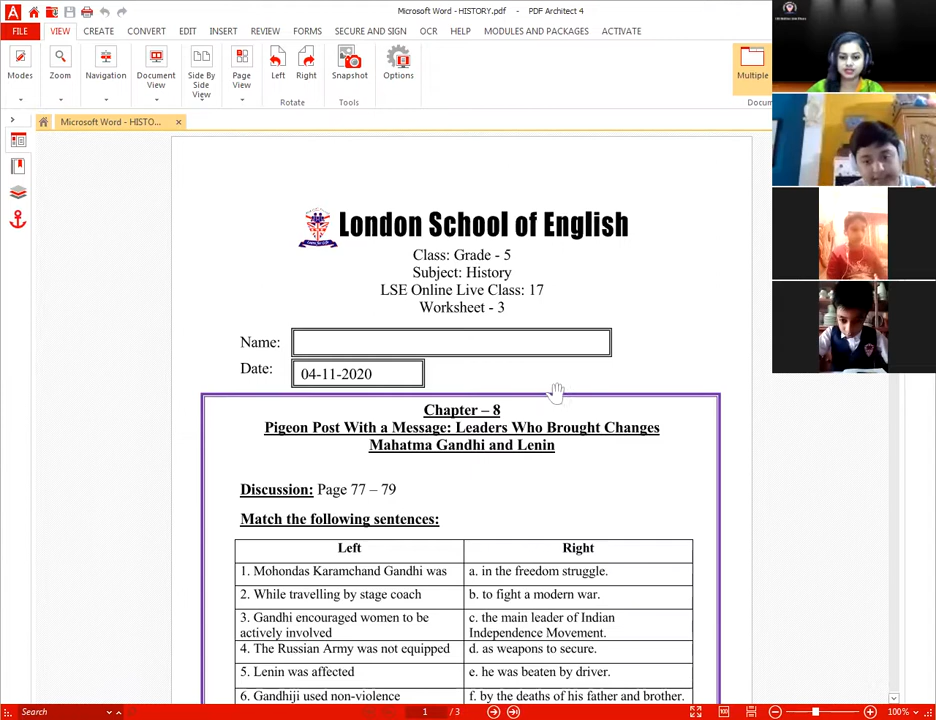 Microsoft Word - HISTORY.pdf - PDF Architect 4
FILE VIEW CREATE CONVERT EDIT INSERT REVIEW FORMS SECURE AND SIGN OCR HELP MODULES AND PACKAGES ACTIVATE
Modes Zoom Navigation Document View Side By Side View Page View Left Right Snapshot Options Multiple
Rotate Tools Docum
Microsoft Word - HISTO... ×
London School of English
Class: Grade - 5
Subject: History
LSE Online Live Class: 17
Worksheet - 3
Name:
Date: 04-11-2020
Chapter – 8
Pigeon Post With a Message: Leaders Who Brought Changes
Mahatma Gandhi and Lenin
Discussion: Page 77 – 79
Match the following sentences:
Left Right
1. Mohondas Karamchand Gandhi was a. in the freedom struggle.
2. While travelling by stage coach b. to fight a modern war.
3. Gandhi encouraged women to be c. the main leader of Indian
actively involved Independence Movement.
4. The Russian Army was not equipped d. as weapons to secure.
5. Lenin was affected e. he was beaten by driver.
6. Gandhiji used non-violence f. by the deaths of his father and brother.
Search 1 / 3 100%